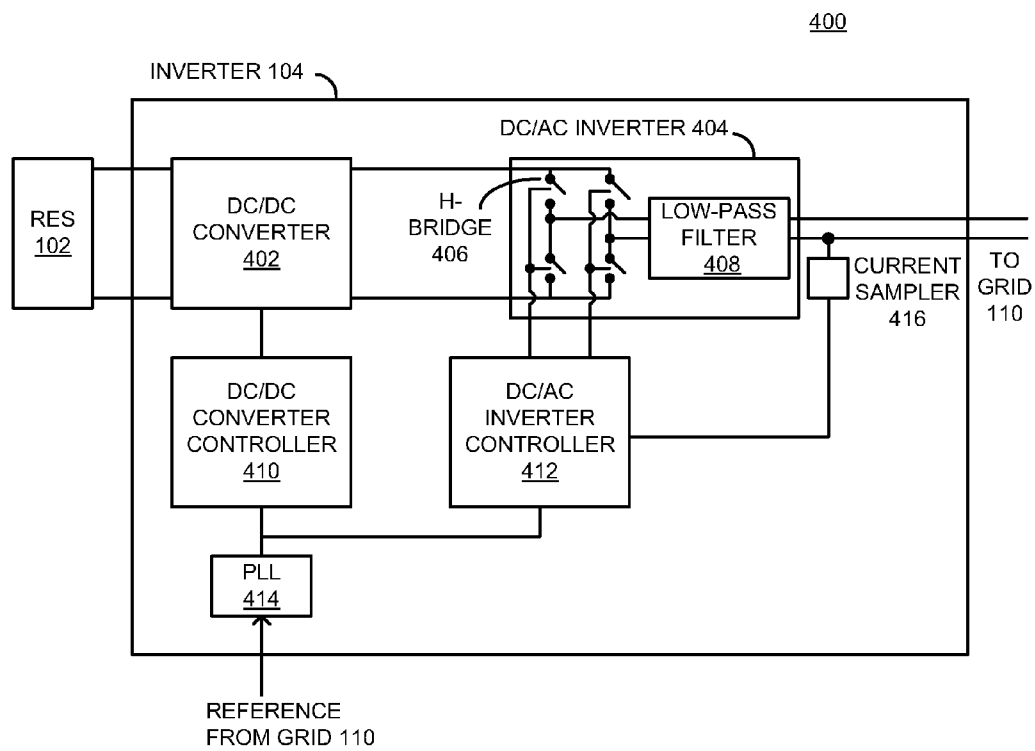 400
INVERTER 104
DC/AC INVERTER 404
RES
102
DC/DC
CONVERTER
402
H-
BRIDGE
406
LOW-PASS
FILTER
408
CURRENT
SAMPLER
416
TO
GRID
110
DC/DC
CONVERTER
CONTROLLER
410
DC/AC
INVERTER
CONTROLLER
412
PLL
414
REFERENCE
FROM GRID 110